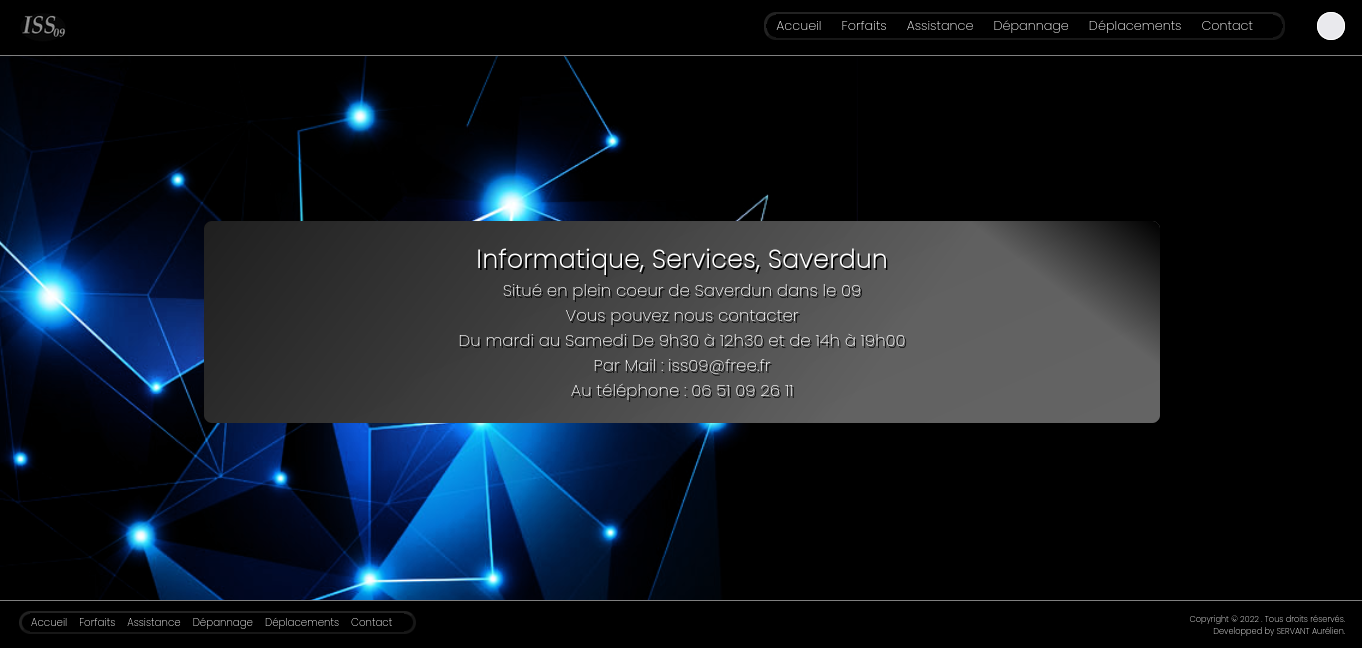 ISS09
Accueil Forfaits Assistance Dépannage Déplacements Contact
Informatique, Services, Saverdun
Situé en plein coeur de Saverdun dans le 09
Vous pouvez nous contacter
Du mardi au Samedi De 9h30 à 12h30 et de 14h à 19h00
Par Mail : iss09@free.fr
Au téléphone : 06 51 09 26 11
Accueil Forfaits Assistance Dépannage Déplacements Contact
Copyright © 2022 . Tous droits réservés.
Developped by SERVANT Aurélien.